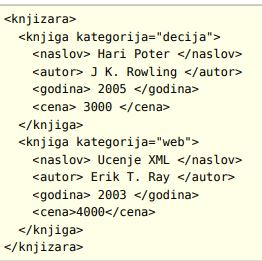 <knjizara>
<knjiga kategorija="decija">
<naslov> Hari Poter </naslov>
<autor> J K. Rowling </autor>
<godina> 2005 </godina>
<cena> 3000 </cena>
</knjiga>
<knjiga kategorija="web">
<naslov> Ucenje XML </naslov>
<autor> Erik T. Ray </autor>
<godina> 2003 </godina>
<cena>4000</cena>
</knjiga>
</knjizara>